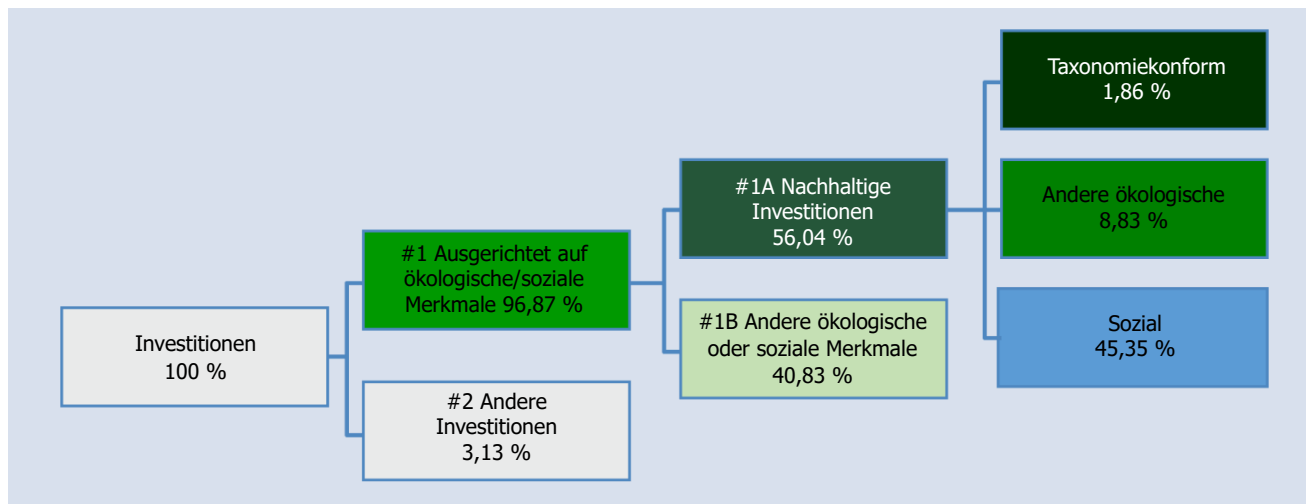 Investitionen
100 %
#1 Ausgerichtet auf
ökologische/soziale
Merkmale 96,87 %
#2 Andere
Investitionen
3,13 %
#1A Nachhaltige
Investitionen
56,04 %
#1B Andere ökologische
oder soziale Merkmale
40,83 %
Taxonomiekonform
1,86 %
Andere ökologische
8,83 %
Sozial
45,35 %